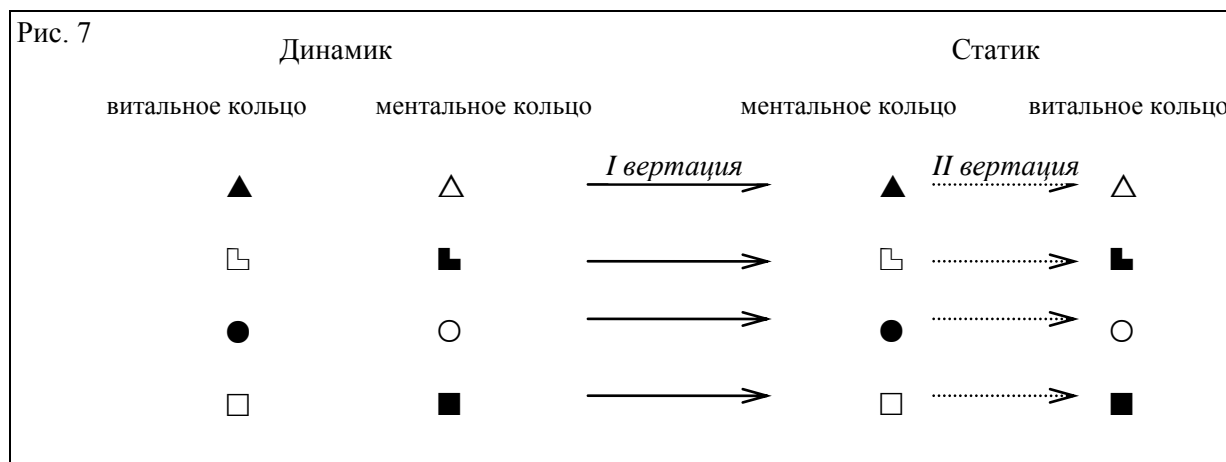 Рис. 7
Динамик Статик
витальное кольцо ментальное кольцо ментальное кольцо витальное кольцо
I вертация II вертация